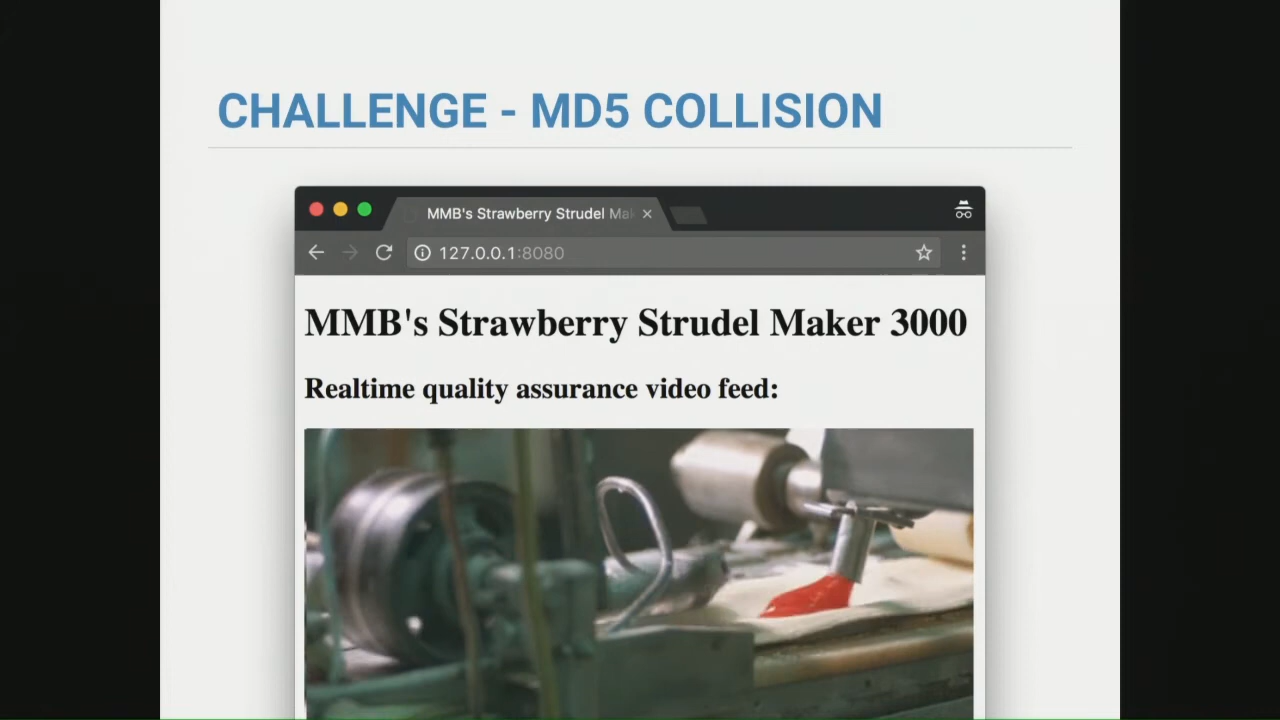 CHALLENGE - MD5 COLLISION
MMB's Strawberry Strudel Mak
127.0.0.1:8080
MMB's Strawberry Strudel Maker 3000
Realtime quality assurance video feed: